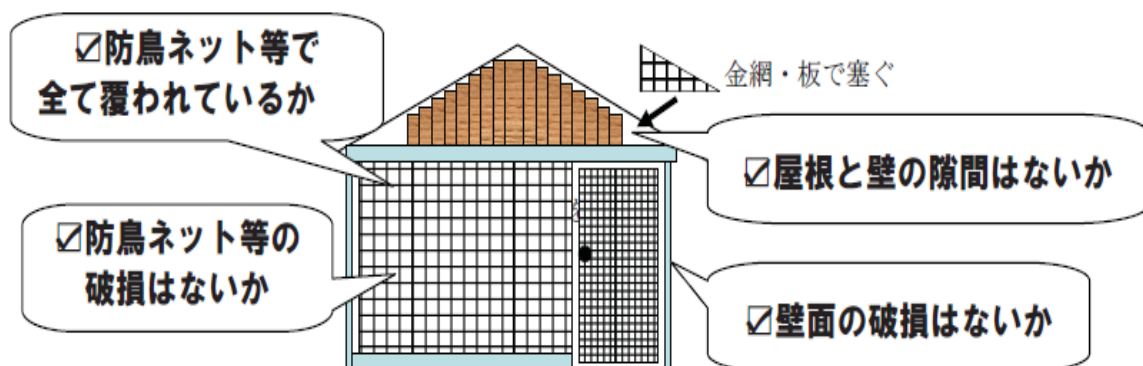 ☑防鳥ネット等で
全て覆われているか
金網・板で塞ぐ
☑屋根と壁の隙間はないか
☑防鳥ネット等の
破損はないか
☑壁面の破損はないか